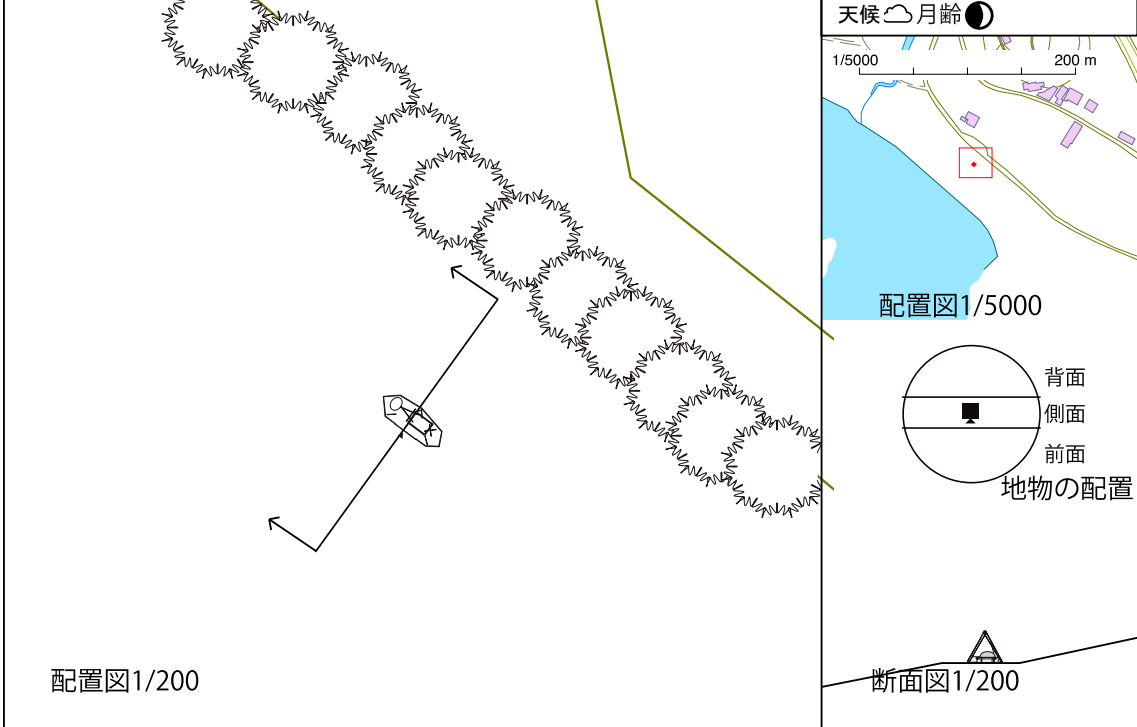 天候 月齢
1/5000 200 m
配置図1/5000
背面
側面
前面
地物の配置
配置図1/200
断面図1/200